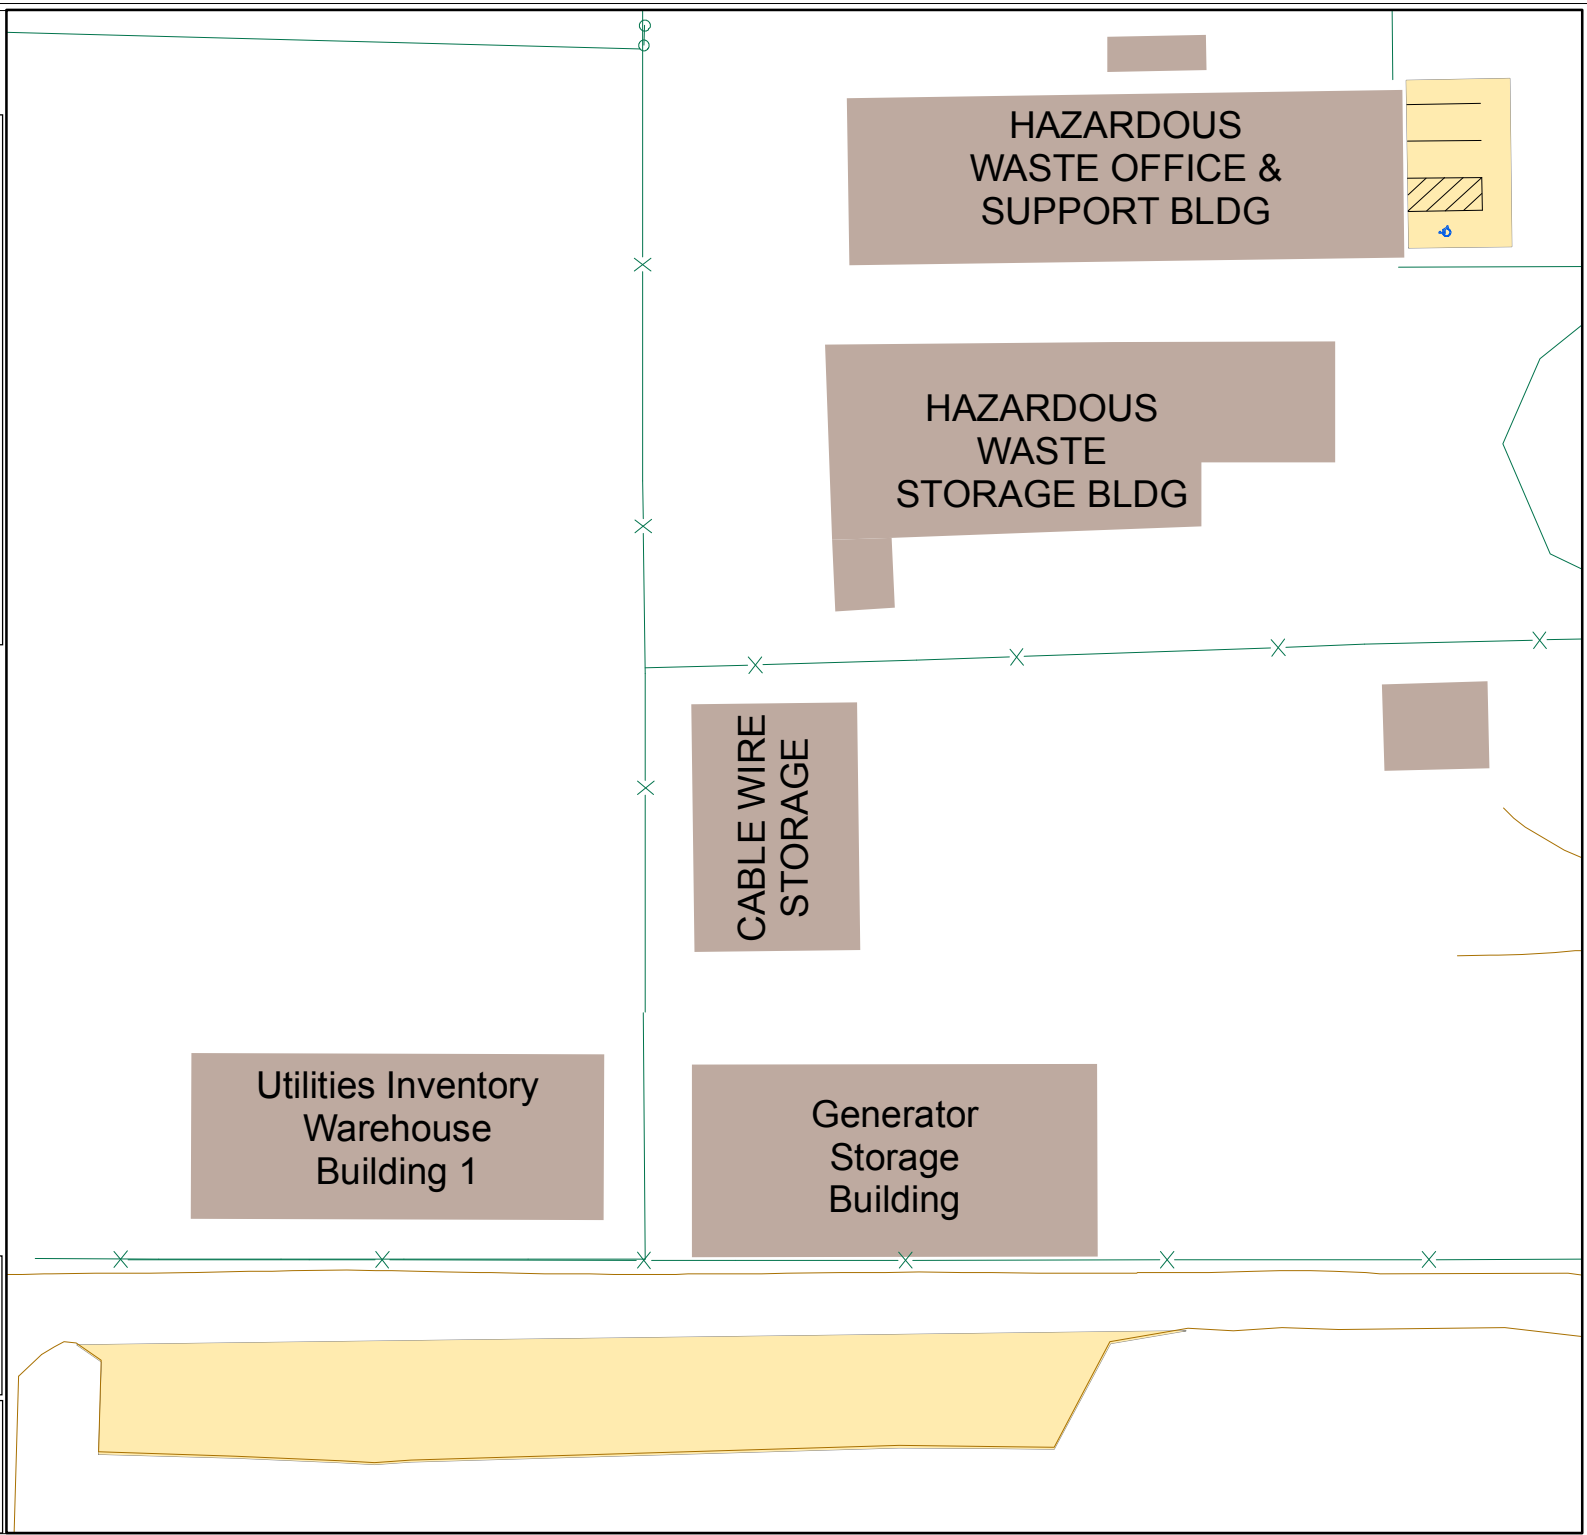 HAZARDOUS
WASTE OFFICE &
SUPPORT BLDG
HAZARDOUS
WASTE
STORAGE BLDG
CABLE WIRE
STORAGE
Utilities Inventory
Warehouse
Building 1
Generator
Storage
Building